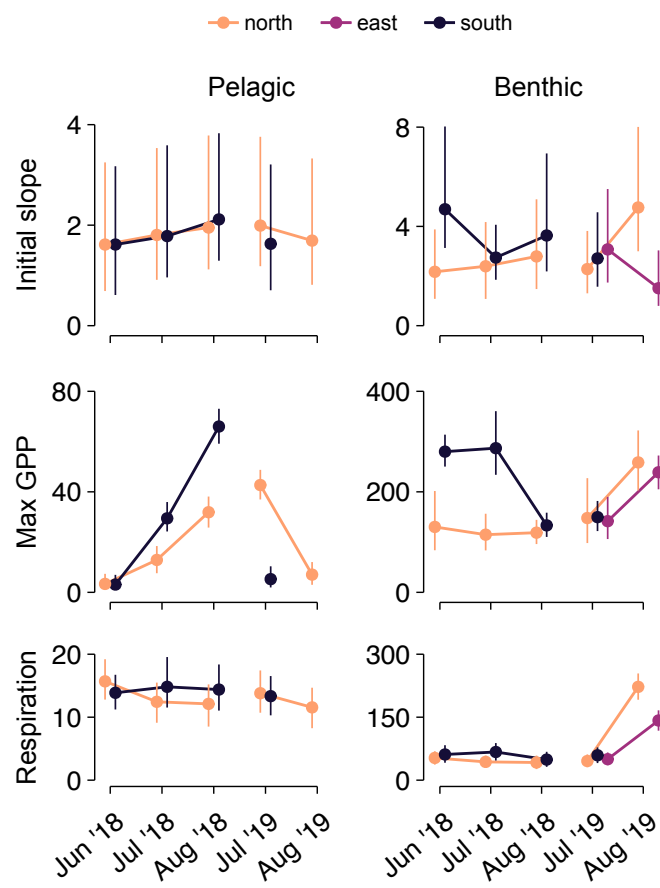 north east south
Pelagic Benthic
Initial slope
4
2
0
8
4
0
Max GPP
80
40
0
400
200
0
Respiration
20
10
0
300
150
0
Jun '18 Jul '18 Aug '18 Jul '19 Aug '19
Jun '18 Jul '18 Aug '18 Jul '19 Aug '19